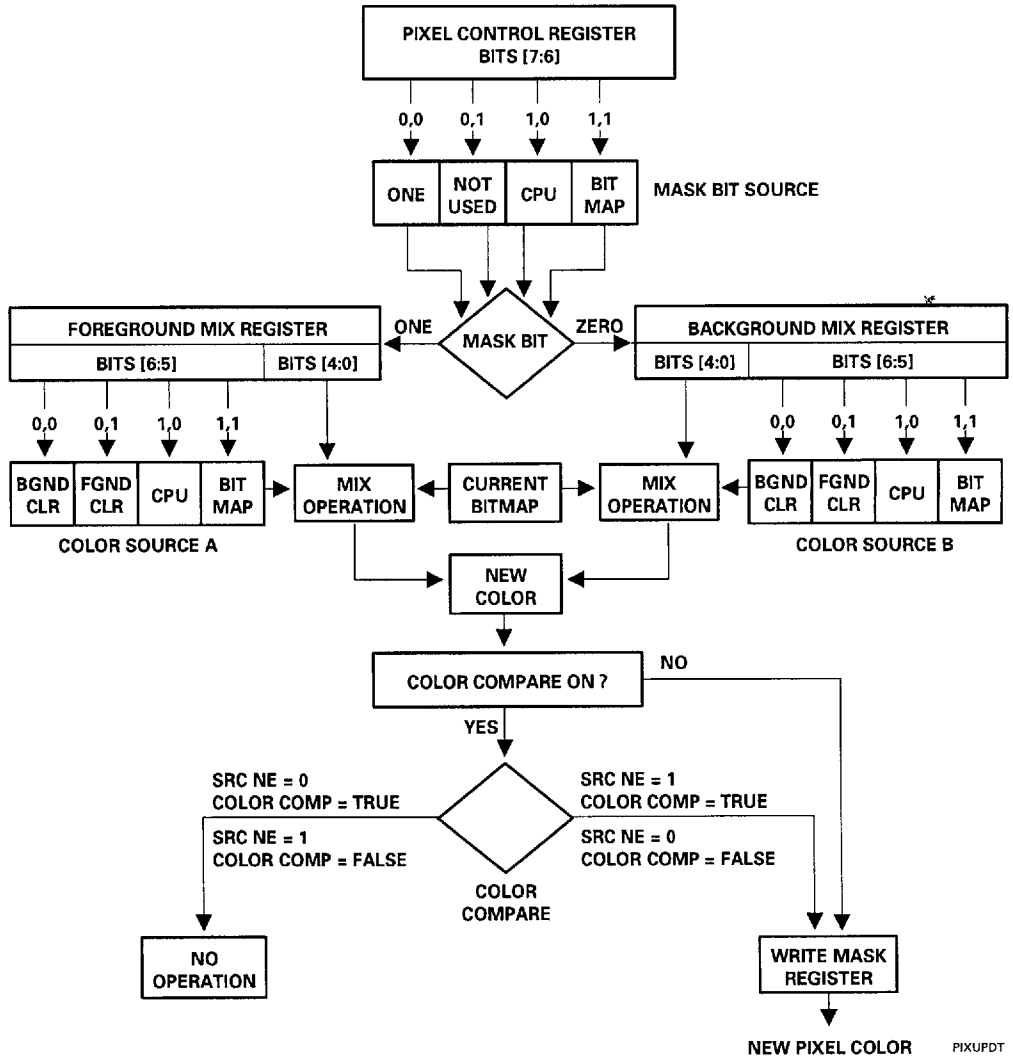 PIXEL CONTROL REGISTER
BITS [7:6]
0,0
0,1
1,0
1,1
ONE
NOT
USED
CPU
BIT
MAP
MASK BIT SOURCE
FOREGROUND MIX REGISTER
BITS [6:5]
BITS [4:0]
ONE
MASK BIT
ZERO
BACKGROUND MIX REGISTER
BITS [4:0]
BITS [6:5]
0,0
0,1
1,0
1,1
0,0
0,1
1,0
1,1
BGND
CLR
FGND
CLR
CPU
BIT
MAP
COLOR SOURCE A
MIX
OPERATION
CURRENT
BITMAP
MIX
OPERATION
BGND
CLR
FGND
CLR
CPU
BIT
MAP
COLOR SOURCE B
NEW
COLOR
COLOR COMPARE ON ?
NO
YES
SRC NE = 0
COLOR COMP = TRUE
SRC NE = 1
COLOR COMP = FALSE
SRC NE = 1
COLOR COMP = TRUE
SRC NE = 0
COLOR COMP = FALSE
COLOR
COMPARE
NO
OPERATION
WRITE MASK
REGISTER
NEW PIXEL COLOR
PIXUPDT